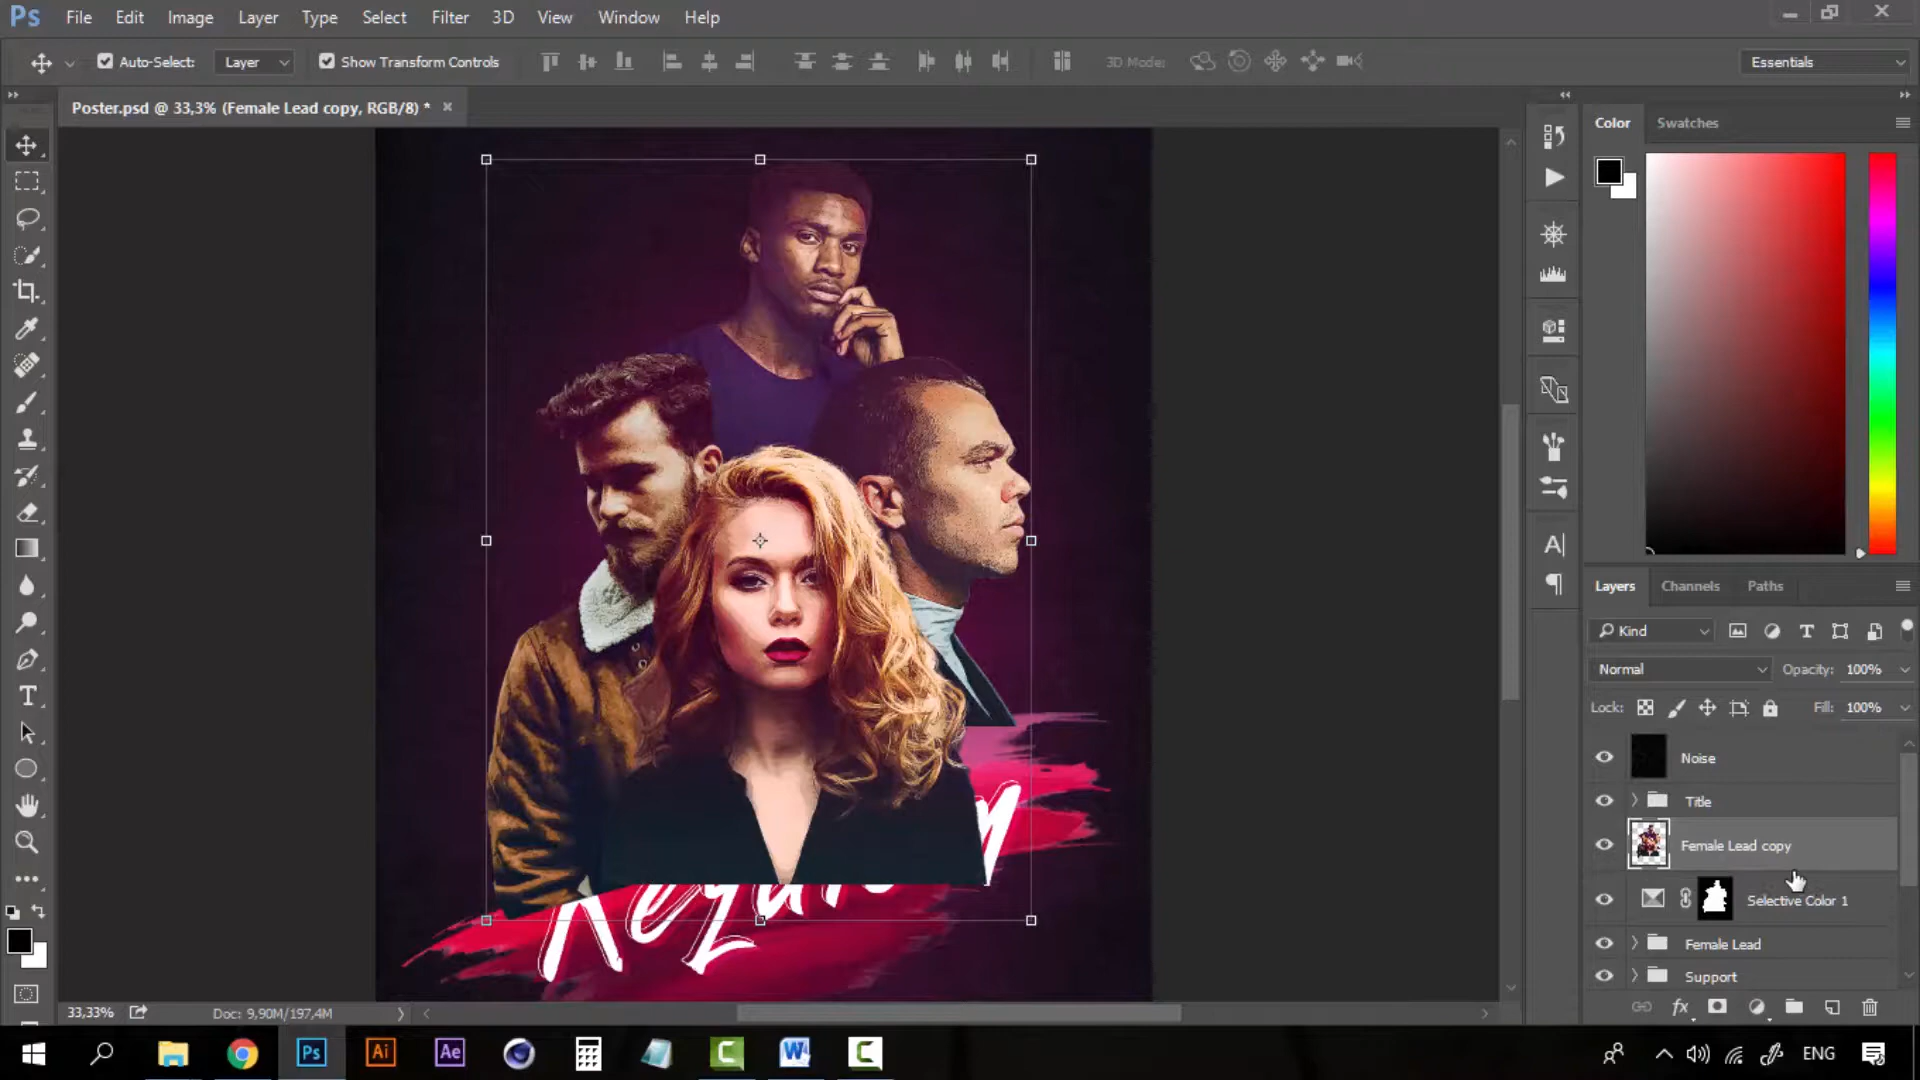 Ps File Edit Image Layer Type Select Filter 3D View Window Help
Auto-Select: Layer Show Transform Controls 3D Mode: Essentials
Poster.psd @ 33,3% (Female Lead copy, RGB/8) * ×
Color Swatches
Layers Channels Paths
Kind
Normal Opacity: 100%
Lock: Fill: 100%
Noise
Title
Female Lead copy
Selective Color 1
Female Lead
Support
33,33% Doc: 9,90M/197,4M
Ps Ai Ae ENG